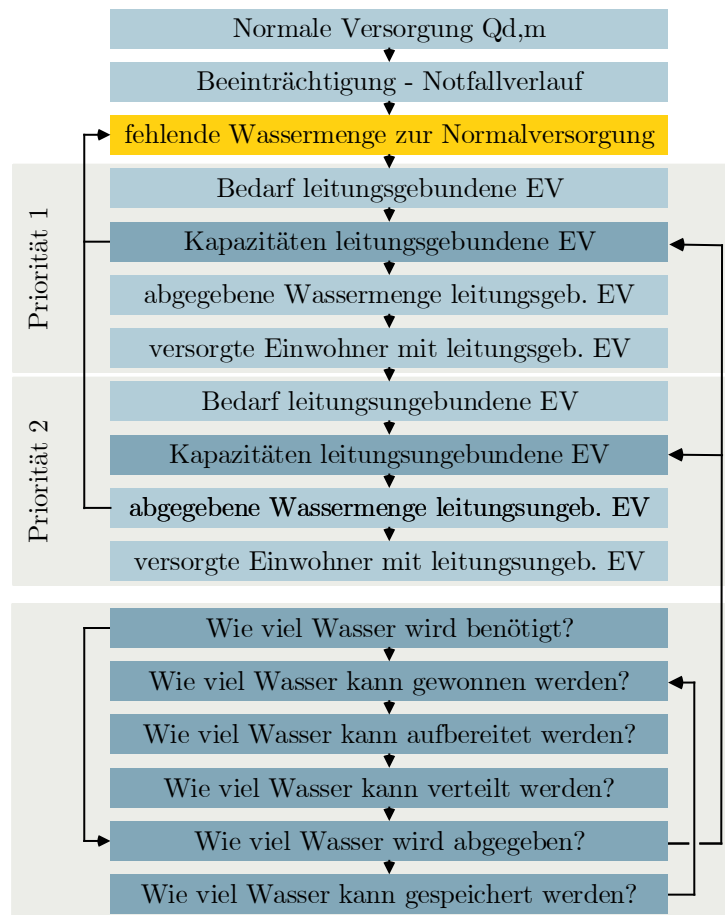 Normale Versorgung Qd,m
Beeinträchtigung - Notfallverlauf
fehlende Wassermenge zur Normalversorgung
Priorität 1
Bedarf leitungsgebundene EV
Kapazitäten leitungsgebundene EV
abgegebene Wassermenge leitungsgeb. EV
versorgte Einwohner mit leitungsgeb. EV
Priorität 2
Bedarf leitungsungebundene EV
Kapazitäten leitungsungebundene EV
abgegebene Wassermenge leitungsungeb. EV
versorgte Einwohner mit leitungsungeb. EV
Wie viel Wasser wird benötigt?
Wie viel Wasser kann gewonnen werden?
Wie viel Wasser kann aufbereitet werden?
Wie viel Wasser kann verteilt werden?
Wie viel Wasser wird abgegeben?
Wie viel Wasser kann gespeichert werden?